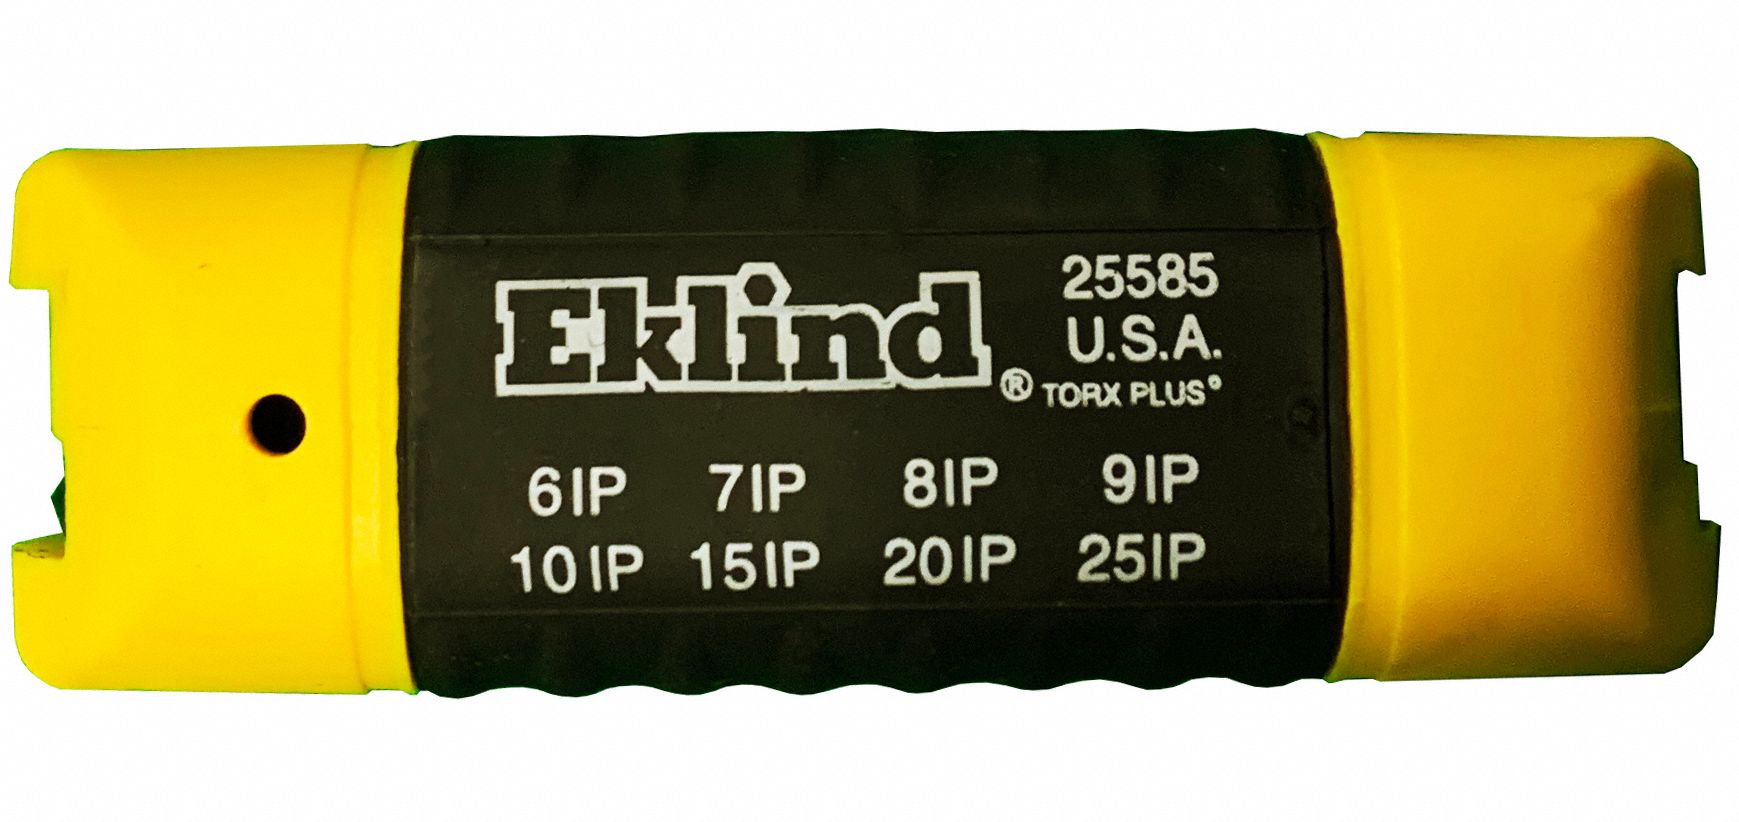 Eklind®
25585
U.S.A.
TORX PLUS®
6IP 7IP 8IP 9IP
10IP 15IP 20IP 25IP